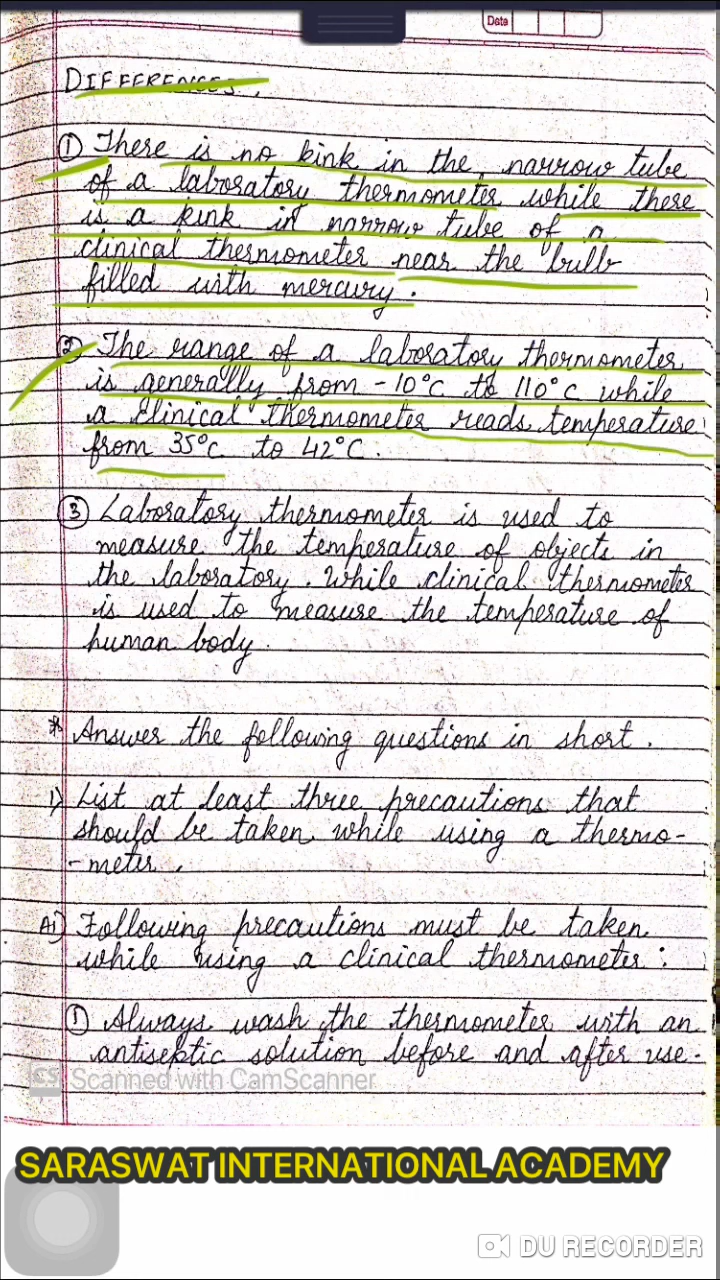 Date
DIFFERENCES.
① There is no kink in the narrow tube
of a laboratory thermometer while there
is a kink in narrow tube of a
clinical thermometer near the bulb
filled with mercury.
② The range of a laboratory thermometer
is generally from -10°C to 110°C while
a clinical thermometer reads temperature
from 35°C to 42°C.
③ Laboratory thermometer is used to
measure the temperature of objects in
the laboratory. While clinical thermometer
is used to measure the temperature of
human body.
* Answer the following questions in short.
1) List at least three precautions that
should be taken while using a thermo-
-meter.
A1) Following precautions must be taken
while using a clinical thermometer:
① Always wash the thermometer with an
antiseptic solution before and after use.
CS Scanned with CamScanner
SARASWAT INTERNATIONAL ACADEMY
DU RECORDER